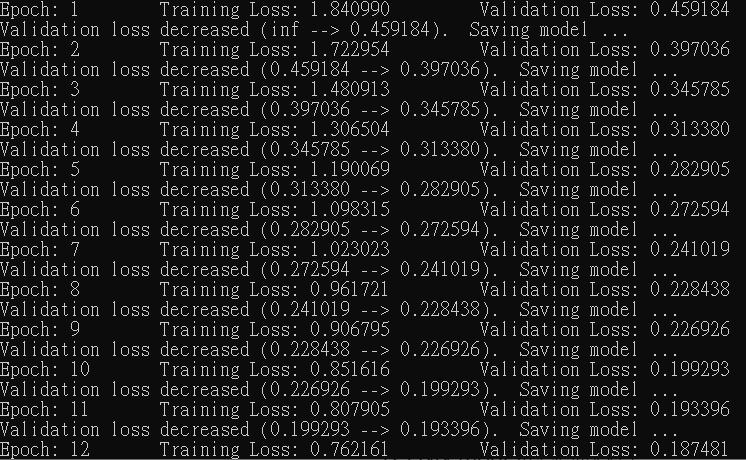 Epoch: 1 Training Loss: 1.840990 Validation Loss: 0.459184
Validation loss decreased (inf --> 0.459184). Saving model ...
Epoch: 2 Training Loss: 1.722954 Validation Loss: 0.397036
Validation loss decreased (0.459184 --> 0.397036). Saving model ...
Epoch: 3 Training Loss: 1.480913 Validation Loss: 0.345785
Validation loss decreased (0.397036 --> 0.345785). Saving model ...
Epoch: 4 Training Loss: 1.306504 Validation Loss: 0.313380
Validation loss decreased (0.345785 --> 0.313380). Saving model ...
Epoch: 5 Training Loss: 1.190069 Validation Loss: 0.282905
Validation loss decreased (0.313380 --> 0.282905). Saving model ...
Epoch: 6 Training Loss: 1.098315 Validation Loss: 0.272594
Validation loss decreased (0.282905 --> 0.272594). Saving model ...
Epoch: 7 Training Loss: 1.023023 Validation Loss: 0.241019
Validation loss decreased (0.272594 --> 0.241019). Saving model ...
Epoch: 8 Training Loss: 0.961721 Validation Loss: 0.228438
Validation loss decreased (0.241019 --> 0.228438). Saving model ...
Epoch: 9 Training Loss: 0.906795 Validation Loss: 0.226926
Validation loss decreased (0.228438 --> 0.226926). Saving model ...
Epoch: 10 Training Loss: 0.851616 Validation Loss: 0.199293
Validation loss decreased (0.226926 --> 0.199293). Saving model ...
Epoch: 11 Training Loss: 0.807905 Validation Loss: 0.193396
Validation loss decreased (0.199293 --> 0.193396). Saving model ...
Epoch: 12 Training Loss: 0.762161 Validation Loss: 0.187481